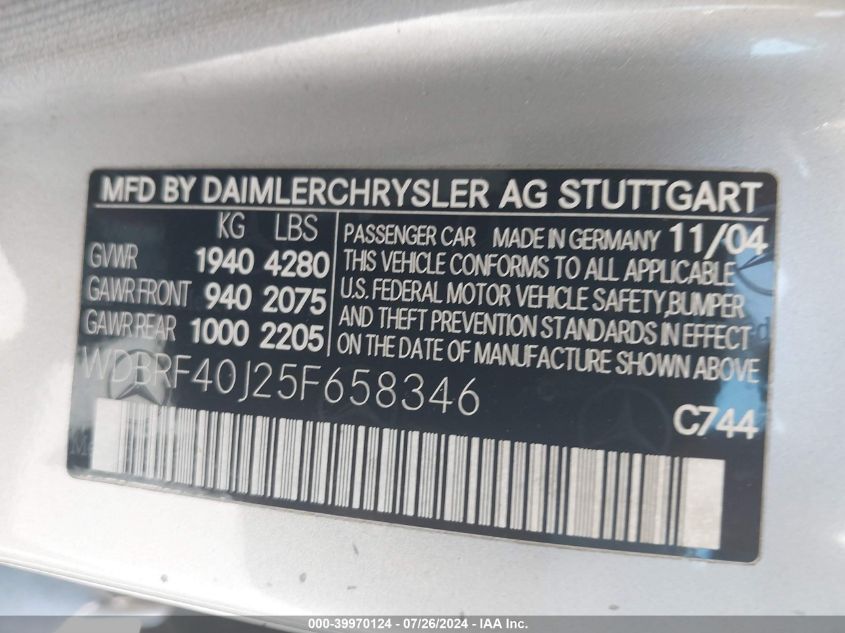 MFD BY DAIMLERCHRYSLER AG STUTTGART
KG LBS
GVWR 1940 4280
GAWR FRONT 940 2075
GAWR REAR 1000 2205
PASSENGER CAR MADE IN GERMANY 11/04
THIS VEHICLE CONFORMS TO ALL APPLICABLE
U.S. FEDERAL MOTOR VEHICLE SAFETY,BUMPER
AND THEFT PREVENTION STANDARDS IN EFFECT
ON THE DATE OF MANUFACTURE SHOWN ABOVE
WDBRF40J25F658346
C744
000-39970124 - 07/26/2024 - IAA Inc.